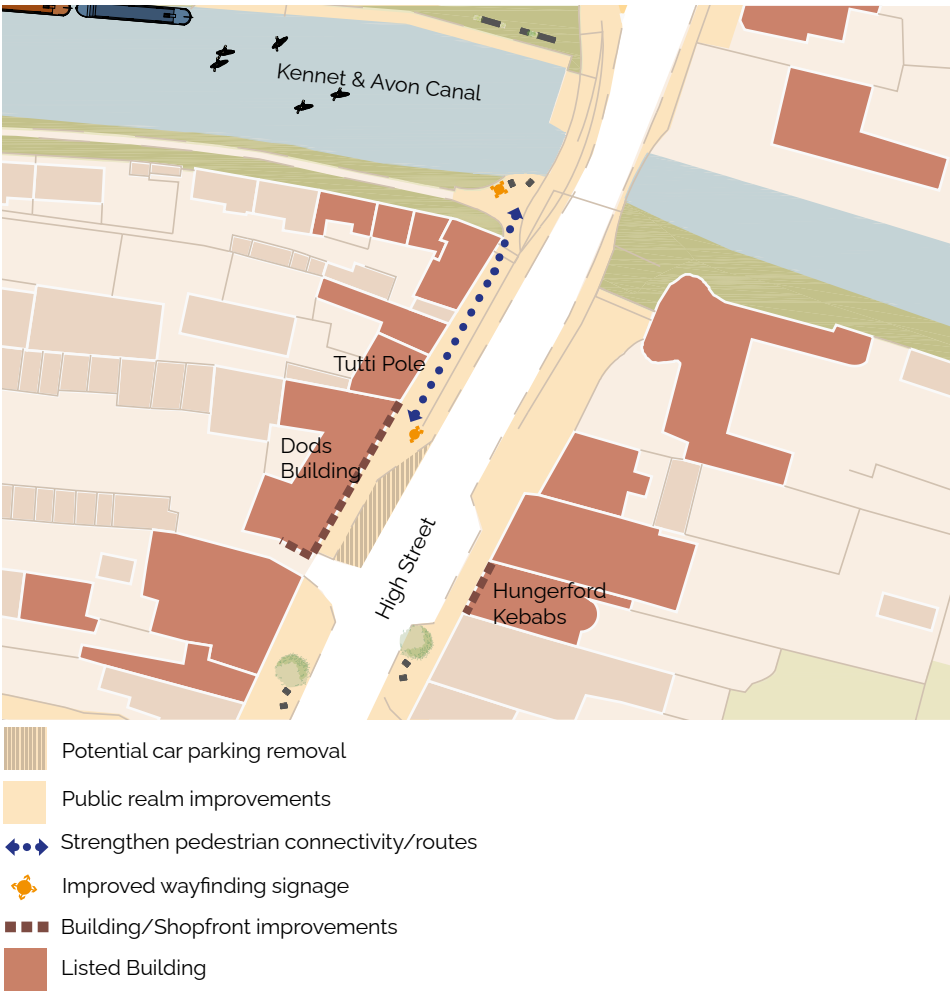 Kennet & Avon Canal
Tutti Pole
Dods
Building
High Street
Hungerford
Kebabs
Potential car parking removal
Public realm improvements
Strengthen pedestrian connectivity/routes
Improved wayfinding signage
Building/Shopfront improvements
Listed Building